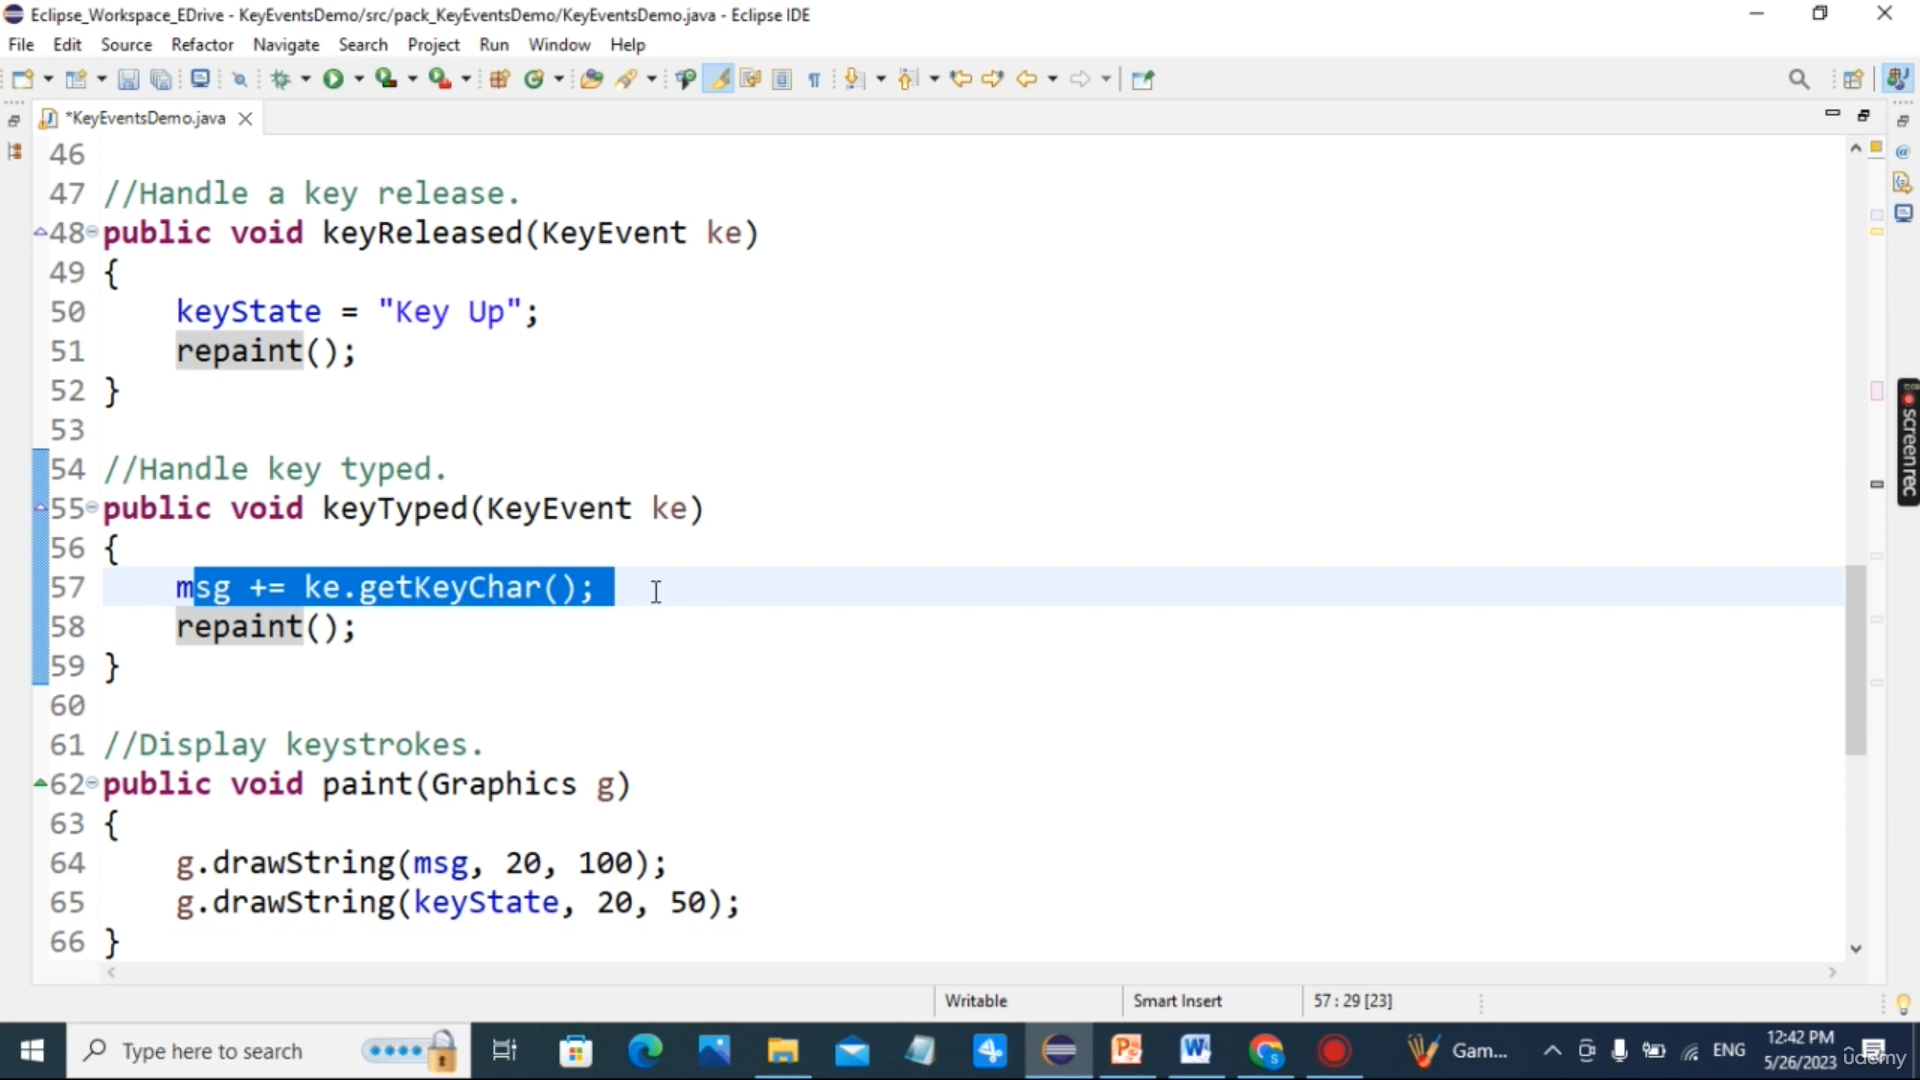 Eclipse_Workspace_EDrive - KeyEventsDemo/src/pack_KeyEventsDemo/KeyEventsDemo.java - Eclipse IDE
File Edit Source Refactor Navigate Search Project Run Window Help
*KeyEventsDemo.java
46
47 //Handle a key release.
48 public void keyReleased(KeyEvent ke)
49 {
50 keyState = "Key Up";
51 repaint();
52 }
53
54 //Handle key typed.
55 public void keyTyped(KeyEvent ke)
56 {
57 msg += ke.getKeyChar();
58 repaint();
59 }
60
61 //Display keystrokes.
62 public void paint(Graphics g)
63 {
64 g.drawString(msg, 20, 100);
65 g.drawString(keyState, 20, 50);
66 }
screenrec
Writable Smart Insert 57 : 29 [23]
Type here to search
Gam... ENG 12:42 PM
5/26/2023
ûdemy